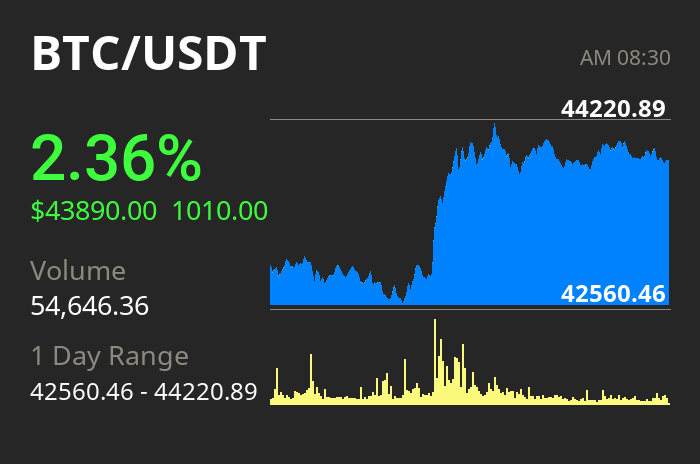 BTC/USDT
AM 08:30
44220.89
2.36%
$43890.00 1010.00
Volume
54,646.36
42560.46
1 Day Range
42560.46 - 44220.89